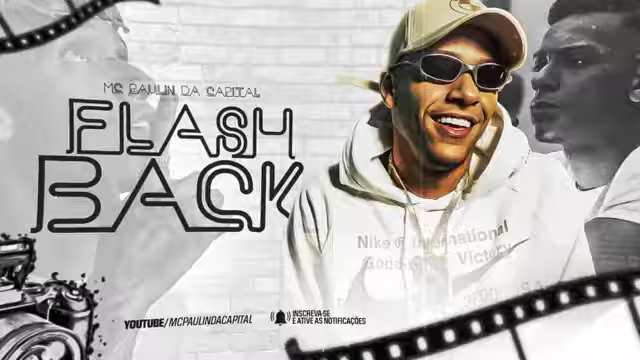 MC PAULIN DA CAPITAL
FLASH
BACK
Nike International
Victory
YOUTUBE/MCPAULINDACAPITAL
INSCREVA-SE
E ATIVE AS NOTIFICAÇÕES